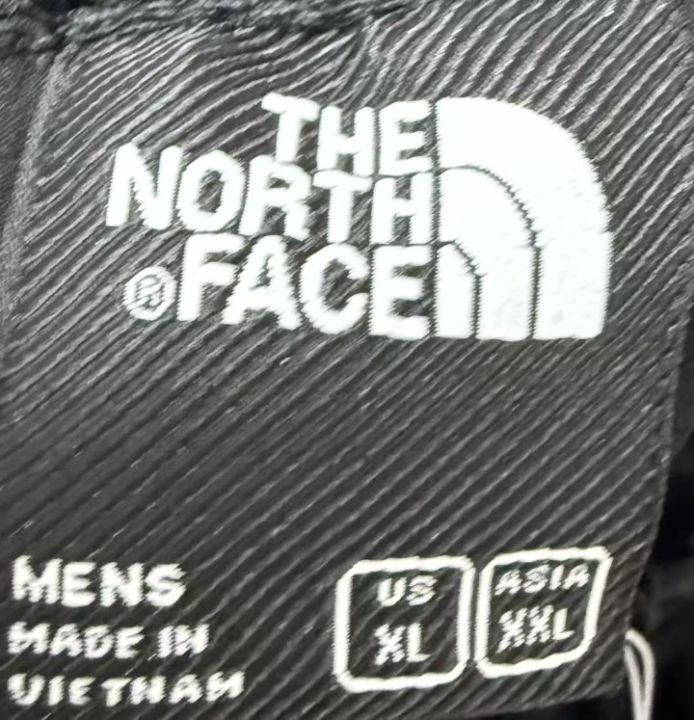 THE
NORTH
®FACE
MENS
MADE IN
VIETNAM
US
XL
ASIA
XXL